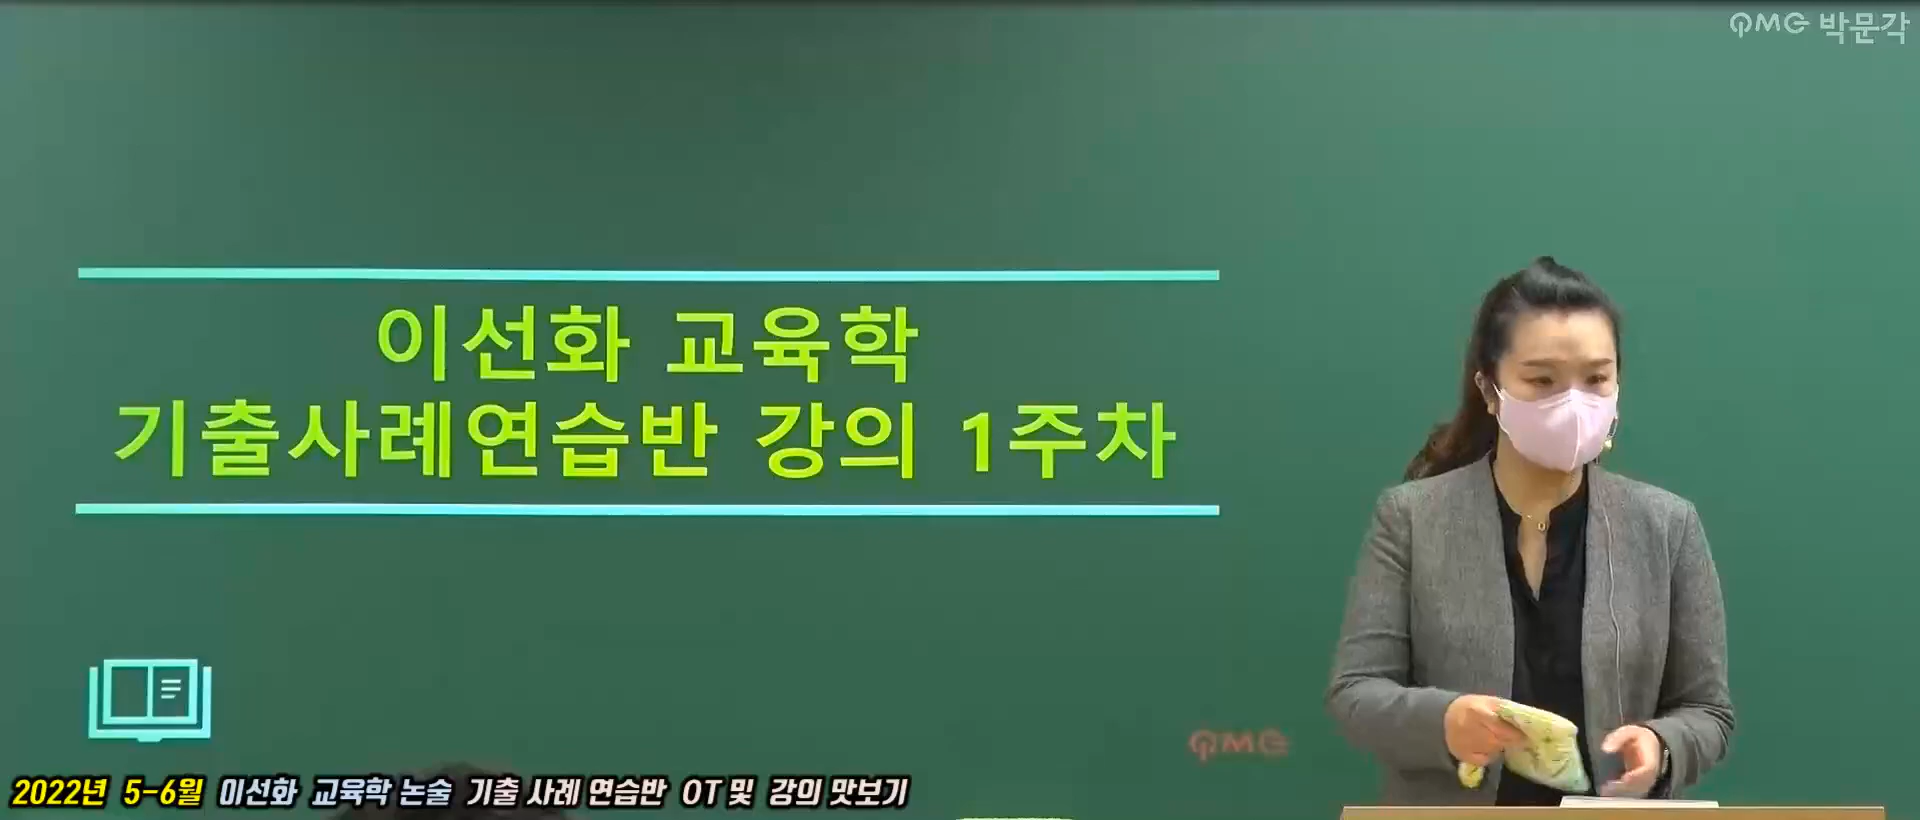 PMG 박문각
이선화 교육학
기출사례연습반 강의 1주차
PMG
2022년 5-6월 이선화 교육학 논술 기출 사례 연습반 OT 및 강의 맛보기